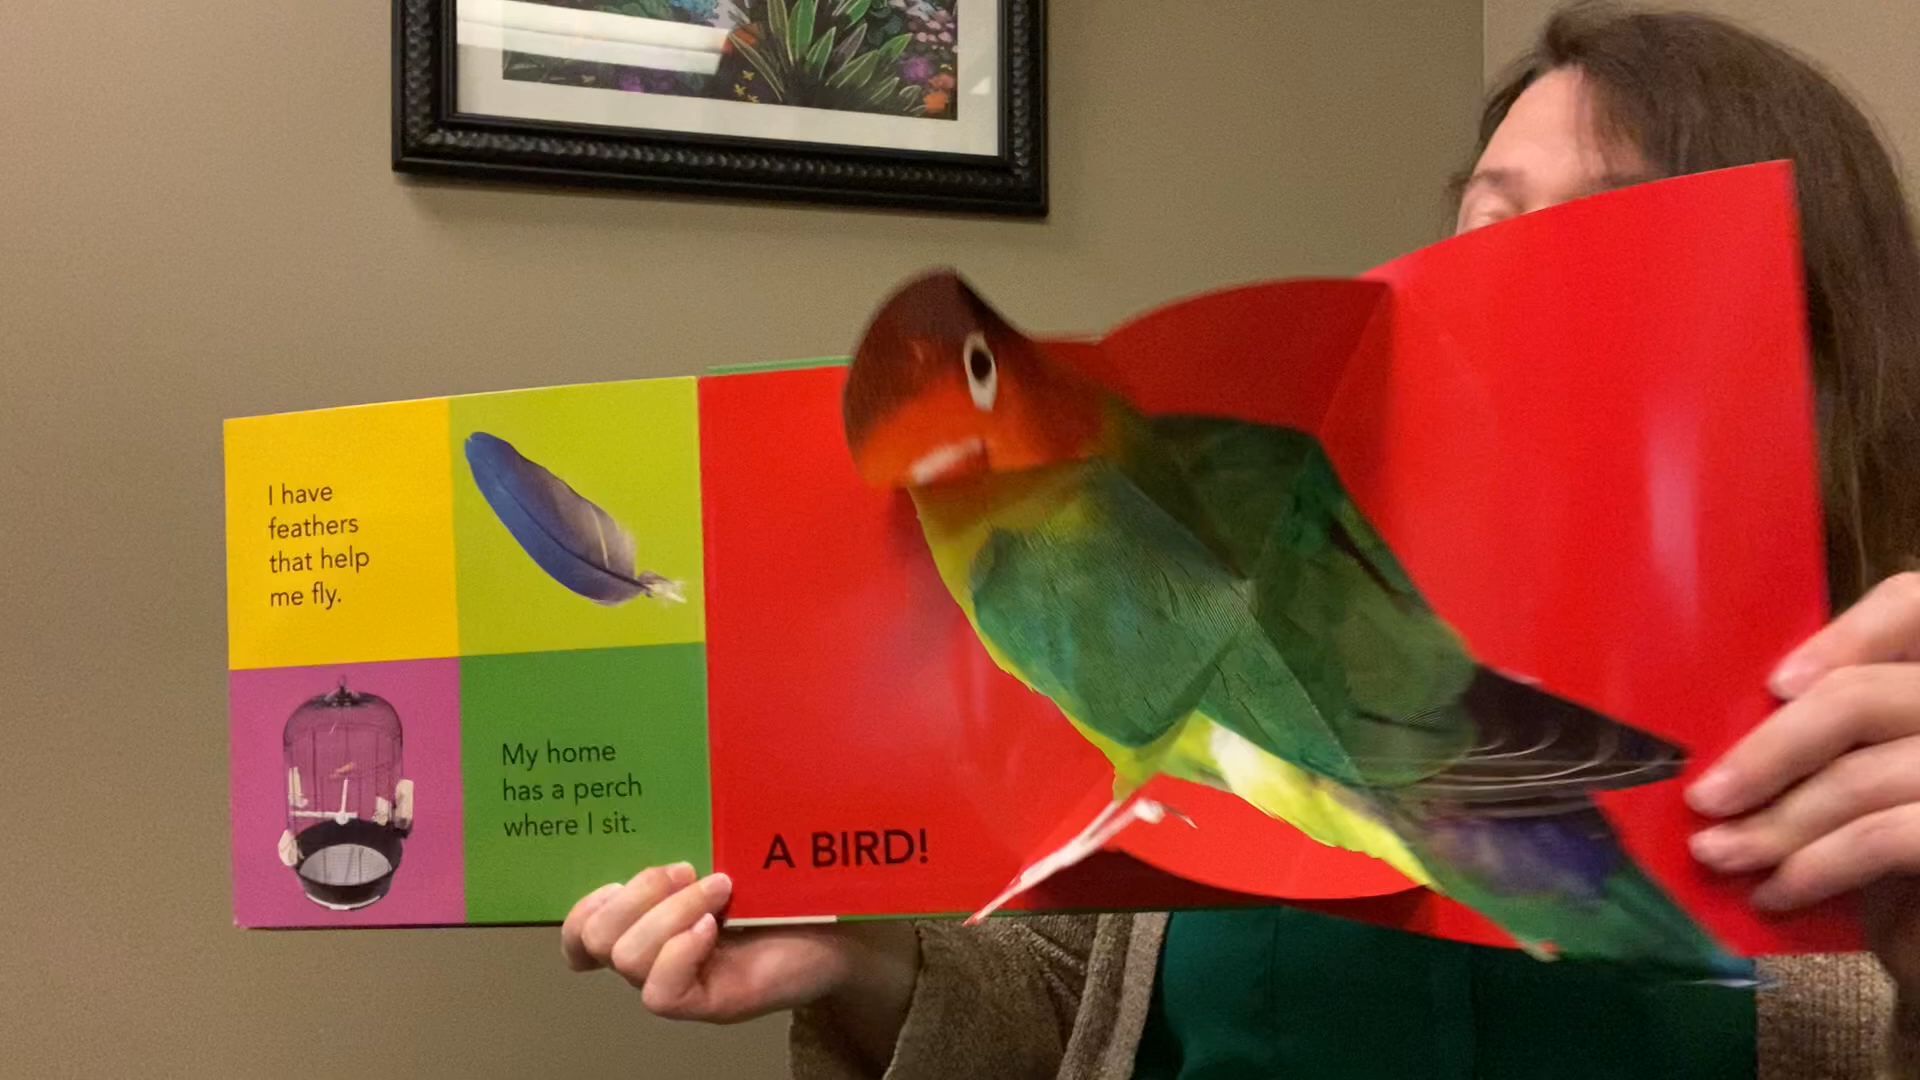 I have
feathers
that help
me fly.
My home
has a perch
where I sit.
A BIRD!